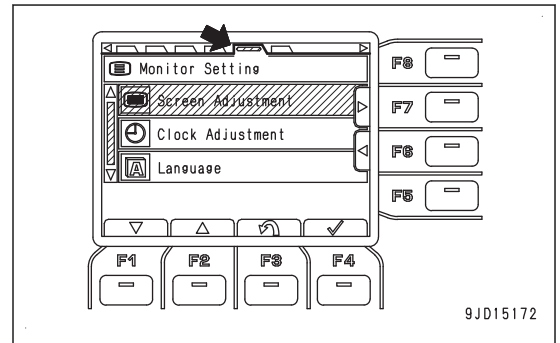 Monitor Setting
Screen Adjustment
Clock Adjustment
A Language
F8
F7
F6
F5
F1 F2 F3 F4
9JD15172